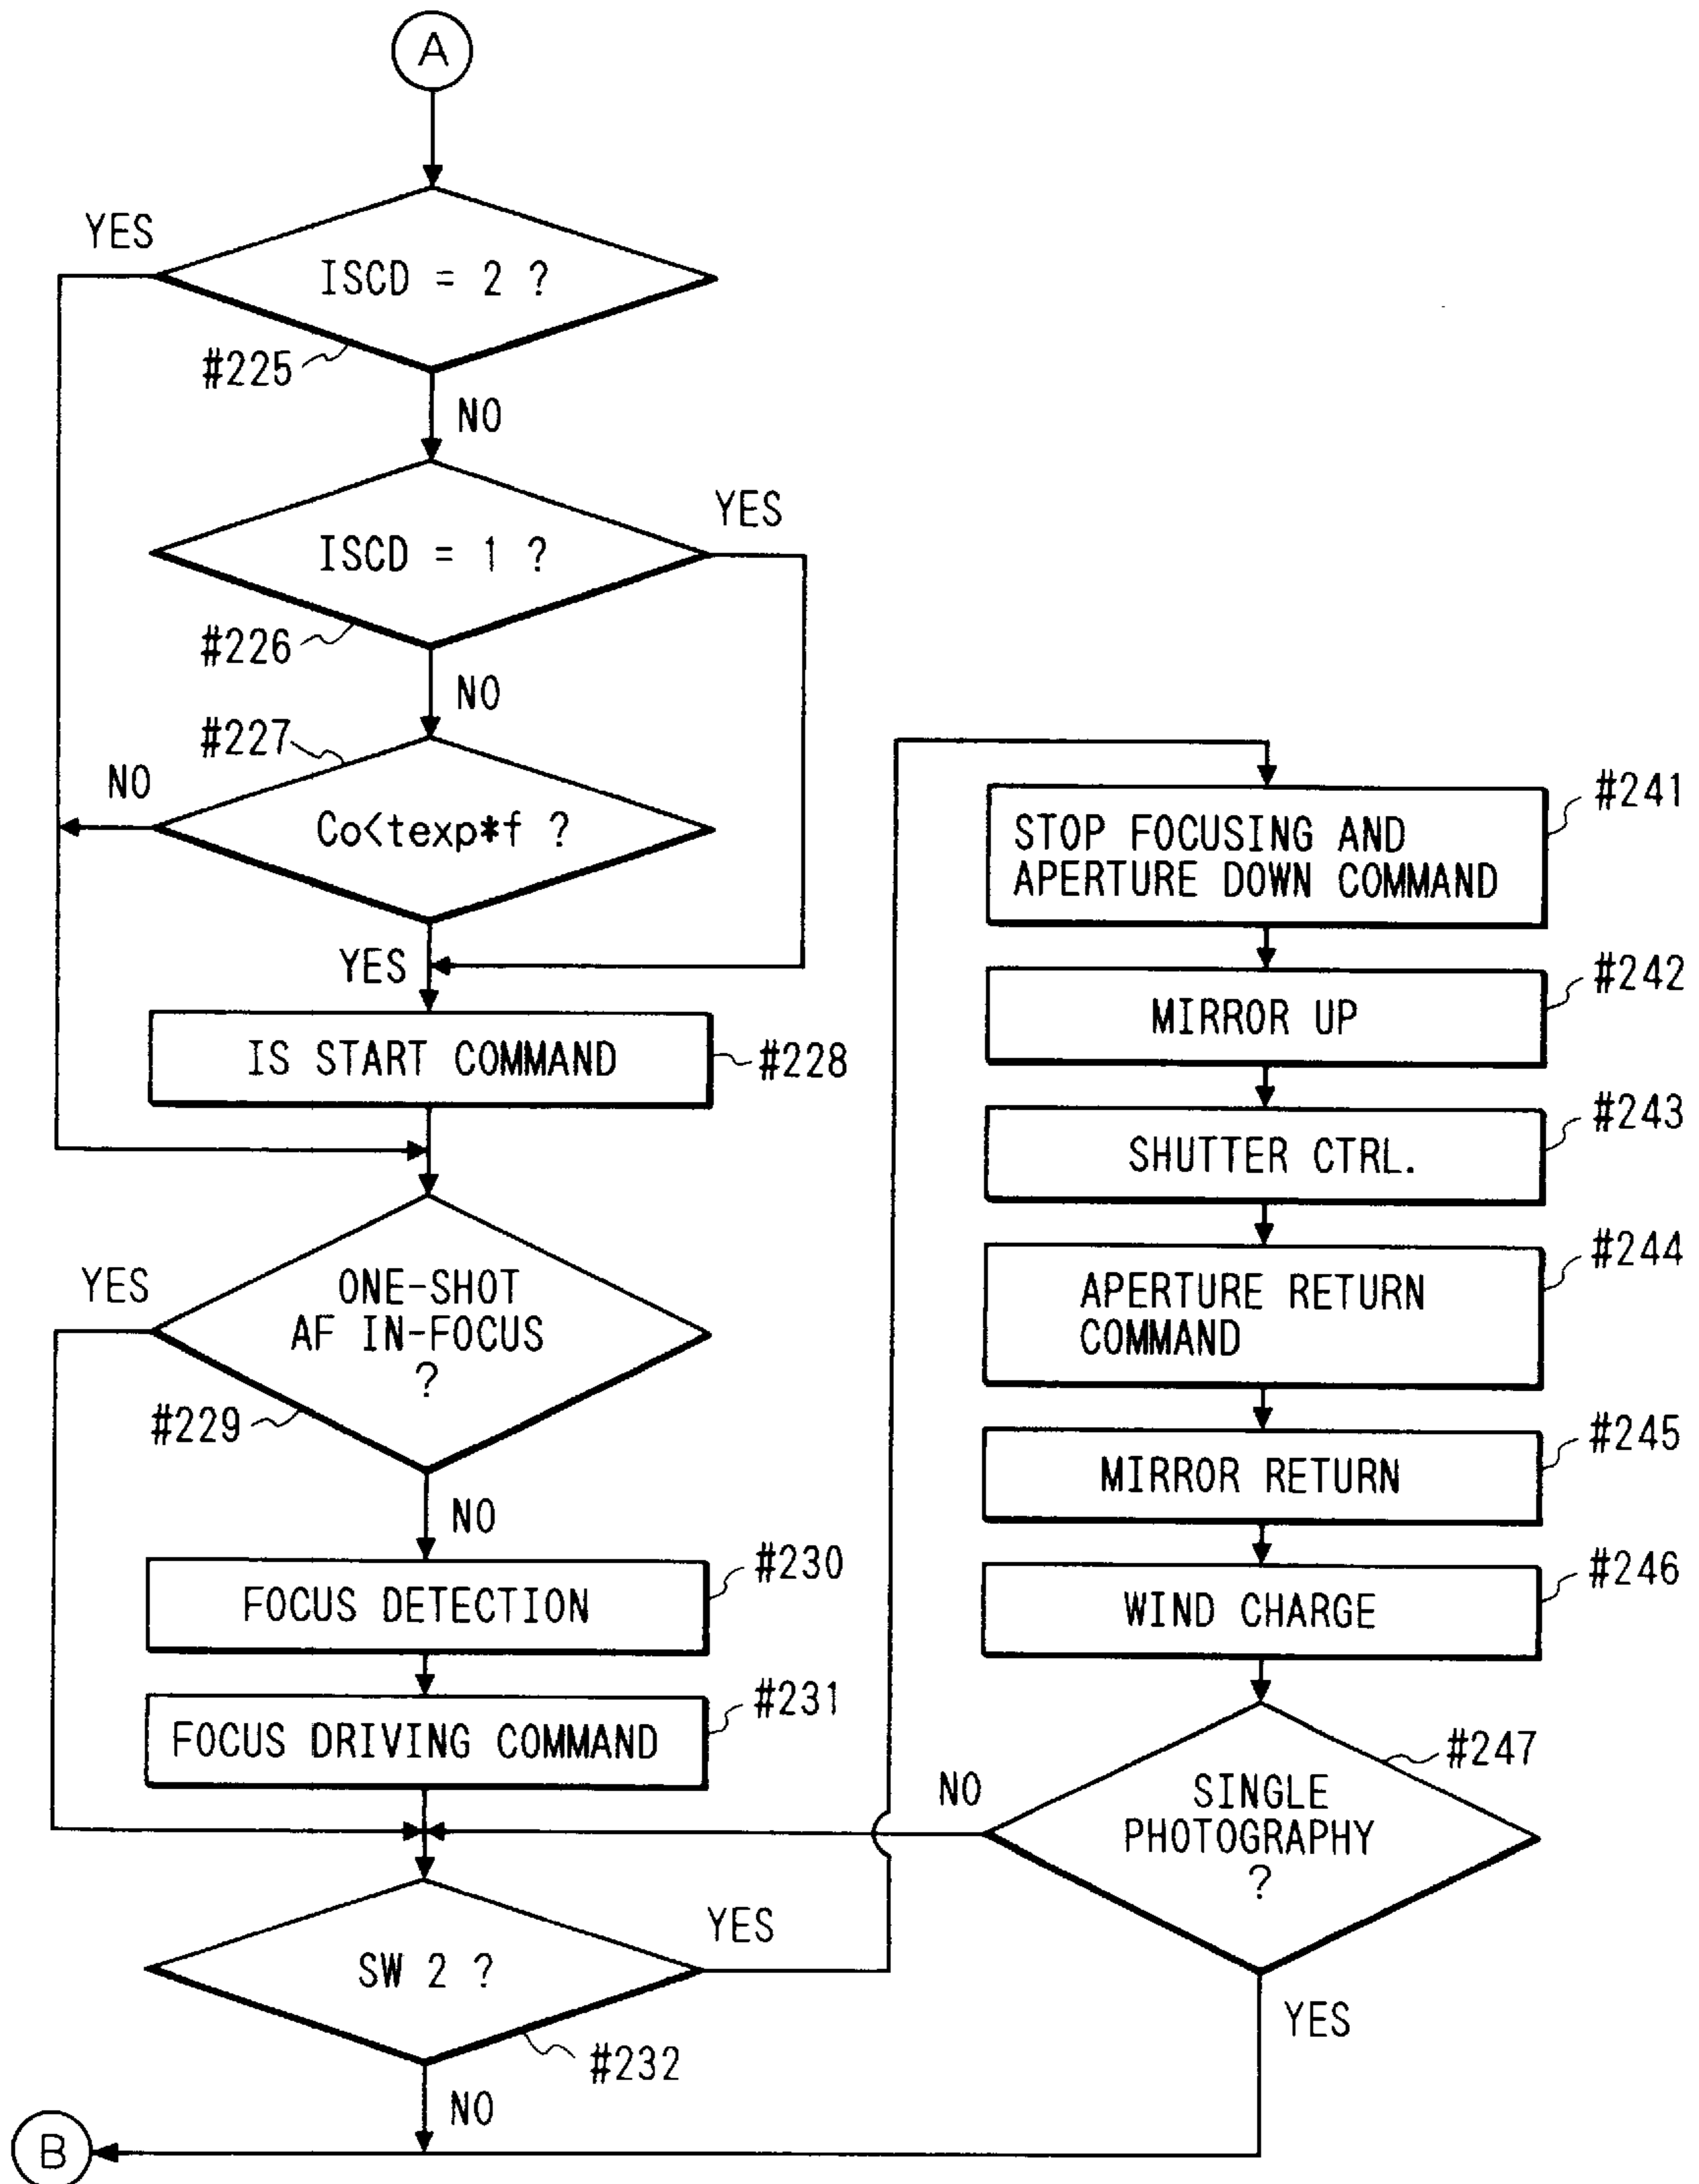 A
YES
ISCD = 2 ?
#225
NO
YES
ISCD = 1 ?
#226
NO
#227
NO
Co<texp*f ?
YES
IS START COMMAND
#228
YES
ONE-SHOT
AF IN-FOCUS
?
#229
NO
#230
FOCUS DETECTION
#231
FOCUS DRIVING COMMAND
YES
SW 2 ?
#232
NO
B
#241
STOP FOCUSING AND
APERTURE DOWN COMMAND
#242
MIRROR UP
#243
SHUTTER CTRL.
#244
APERTURE RETURN
COMMAND
#245
MIRROR RETURN
#246
WIND CHARGE
#247
NO
SINGLE
PHOTOGRAPHY
?
YES